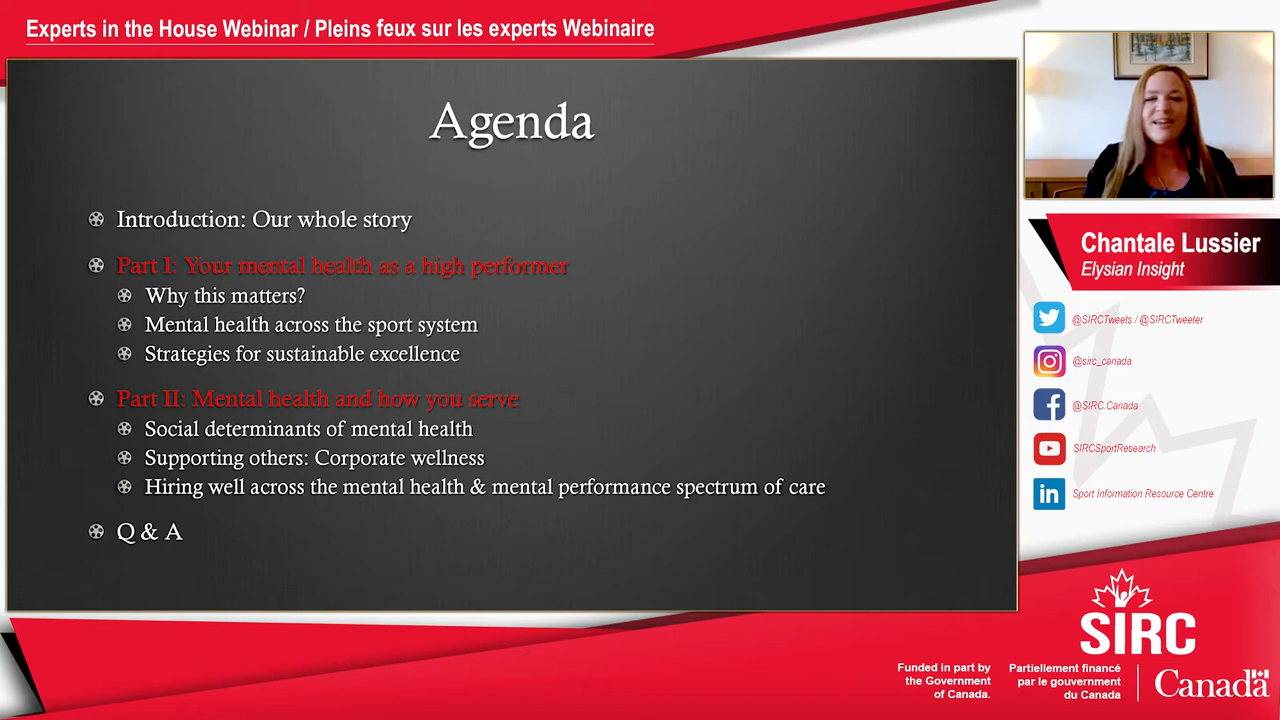 Experts in the House Webinar / Pleins feux sur les experts Webinaire
Agenda
Introduction: Our whole story
Part I: Your mental health as a high performer
Why this matters?
Mental health across the sport system
Strategies for sustainable excellence
Part II: Mental health and how you serve
Social determinants of mental health
Supporting others: Corporate wellness
Hiring well across the mental health & mental performance spectrum of care
Q & A
Chantale Lussier
Elysian Insight
@SIRCTweets / @SIRCTweeter
@sirc_canada
@SIRC.Canada
SIRCSportResearch
in
Sport Information Resource Centre
SIRC
Funded in part by
the Government
of Canada.
Partiellement financé
par le gouvernment
du Canada
Canada